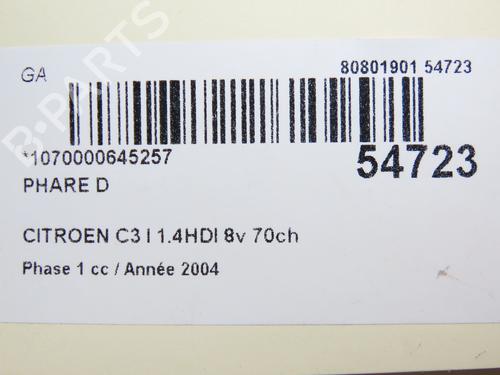 GA
80801901 54723
*1070000645257
54723
PHARE D
CITROEN C3 I 1.4HDI 8v 70ch
Phase 1 cc / Année 2004
B-PARTS